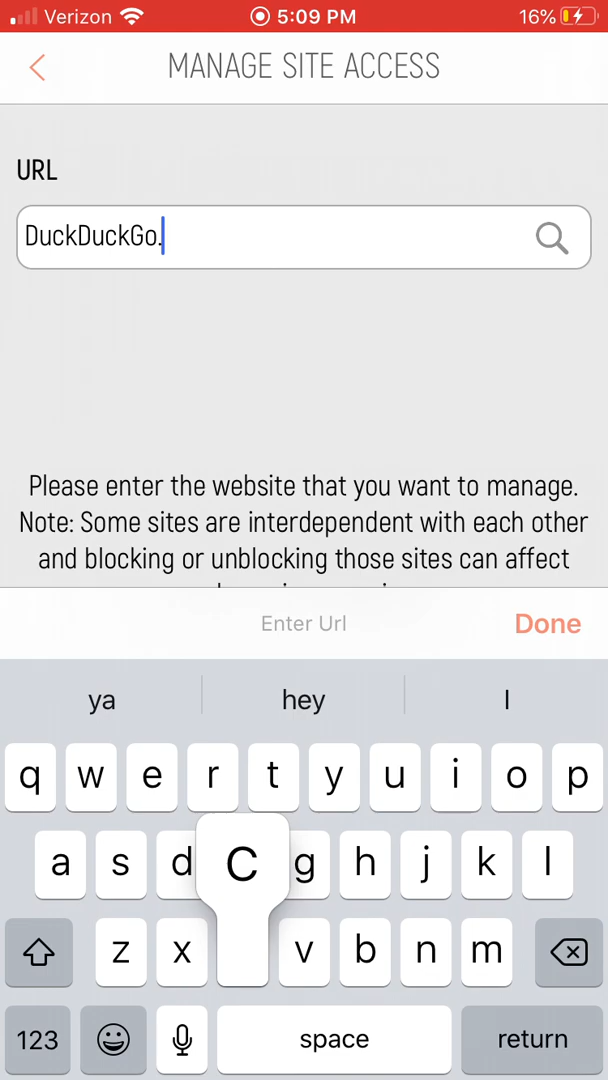 Verizon 5:09 PM 16%
MANAGE SITE ACCESS
URL
DuckDuckGo.
Please enter the website that you want to manage.
Note: Some sites are interdependent with each other
and blocking or unblocking those sites can affect
Enter Url Done
ya hey I
q w e r t y u i o p
a s d C g h j k l
z x v b n m
123 space return